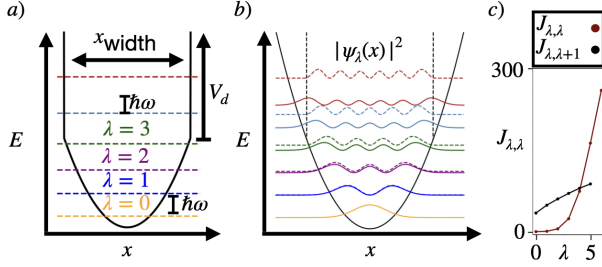 a)
x_width
V_d
ħω
λ = 3
λ = 2
λ = 1
λ = 0
ħω
E
x
b)
|ψ_λ(x)|^2
E
x
c)
J_λ,λ
J_λ,λ+1
300
J_λ,λ
0
0 λ 5